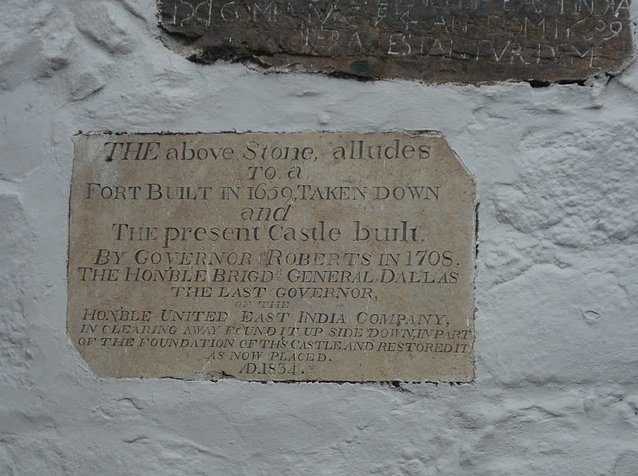 THE above Stone, alludes
TO a
FORT BUILT IN 1659, TAKEN DOWN
and
THE present Castle built,
BY GOVERNOR ROBERTS IN 1708.
THE HONBLE BRIGD. GENERAL DALLAS
THE LAST GOVERNOR,
OF THE
HONBLE UNITED EAST INDIA COMPANY,
IN CLEARING AWAY FOUND IT UP SIDE DOWN, IN PART
OF THE FOUNDATION OF THS CASTLE AND RESTORED IT
AS NOW PLACED.
AD. 1834.